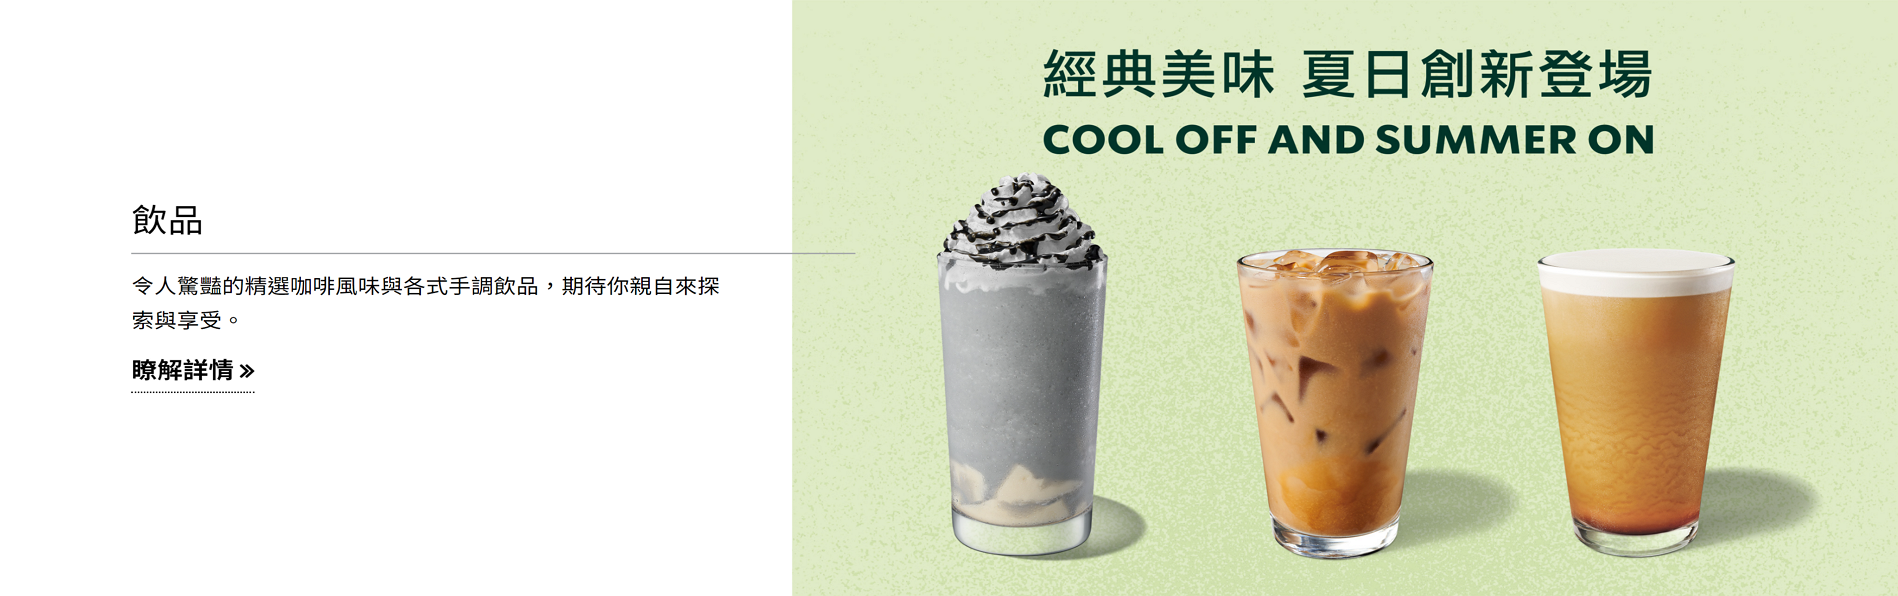 飲品
令人驚豔的精選咖啡風味與各式手調飲品，期待你親自來探
索與享受。
瞭解詳情 »
經典美味 夏日創新登場
COOL OFF AND SUMMER ON